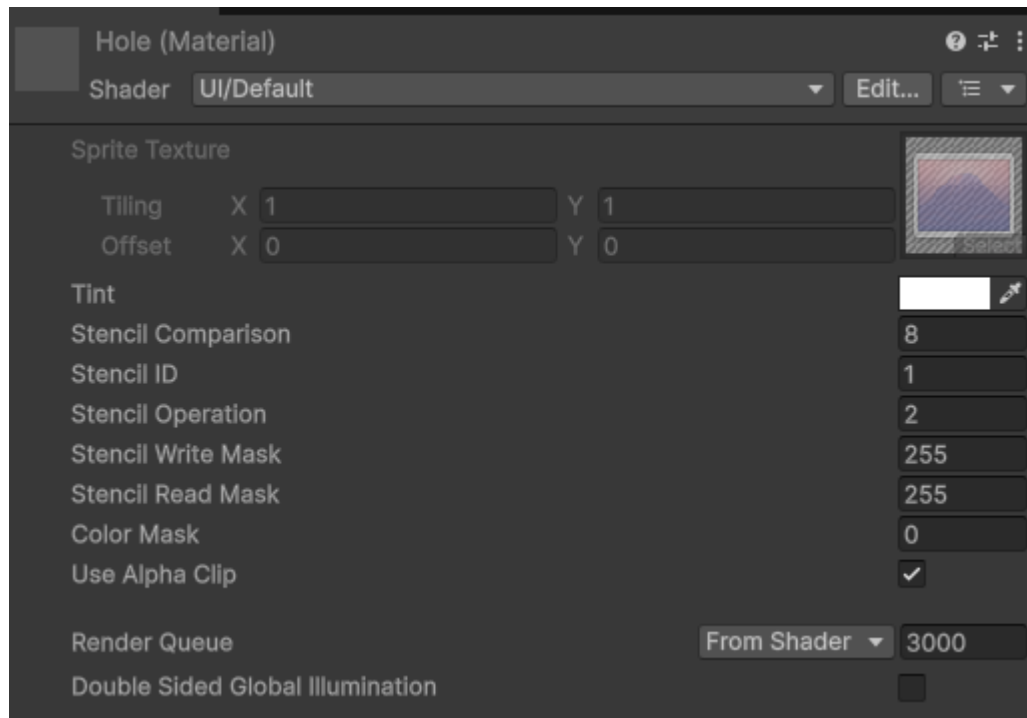 Hole (Material)
Shader UI/Default Edit...
Sprite Texture
Tiling X 1 Y 1
Offset X 0 Y 0
Select
Tint
Stencil Comparison 8
Stencil ID 1
Stencil Operation 2
Stencil Write Mask 255
Stencil Read Mask 255
Color Mask 0
Use Alpha Clip
Render Queue From Shader 3000
Double Sided Global Illumination